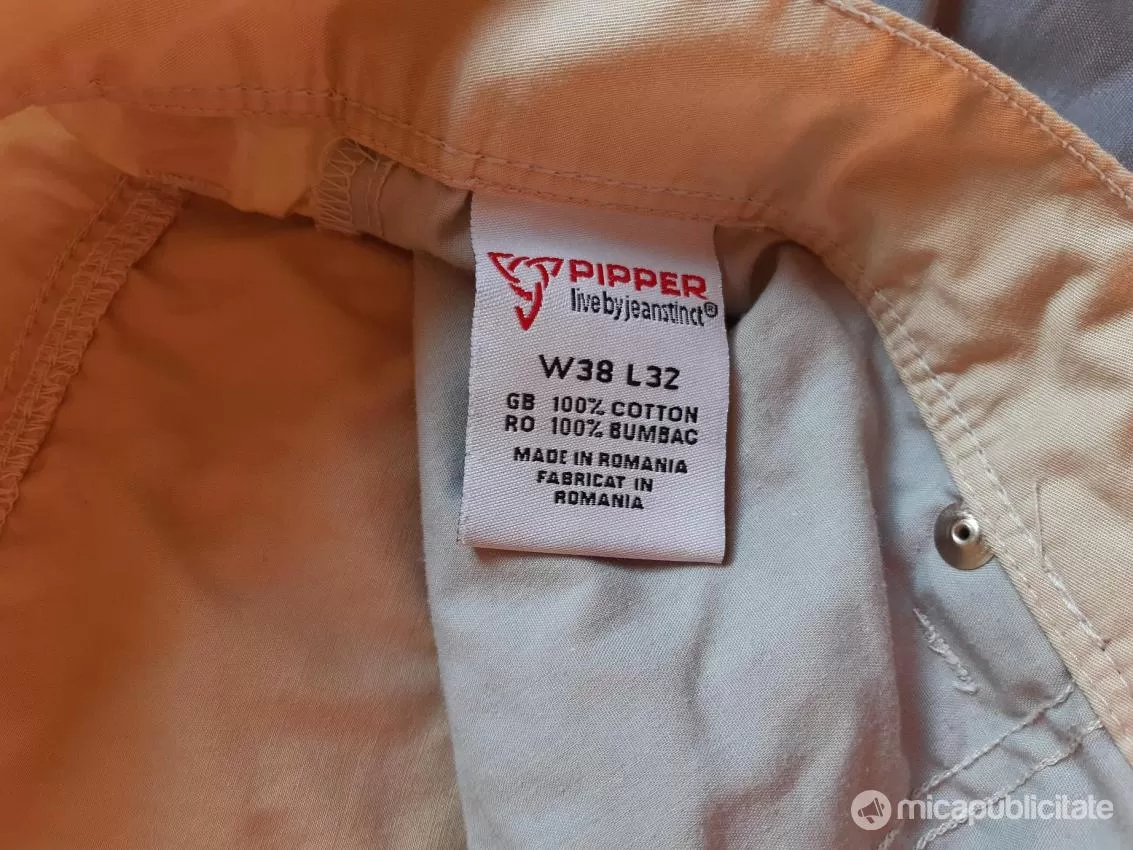 PIPPER
livebyjeanstinct®
W38 L32
GB 100% COTTON
RO 100% BUMBAC
MADE IN ROMANIA
FABRICAT IN
ROMANIA
micapublicitate